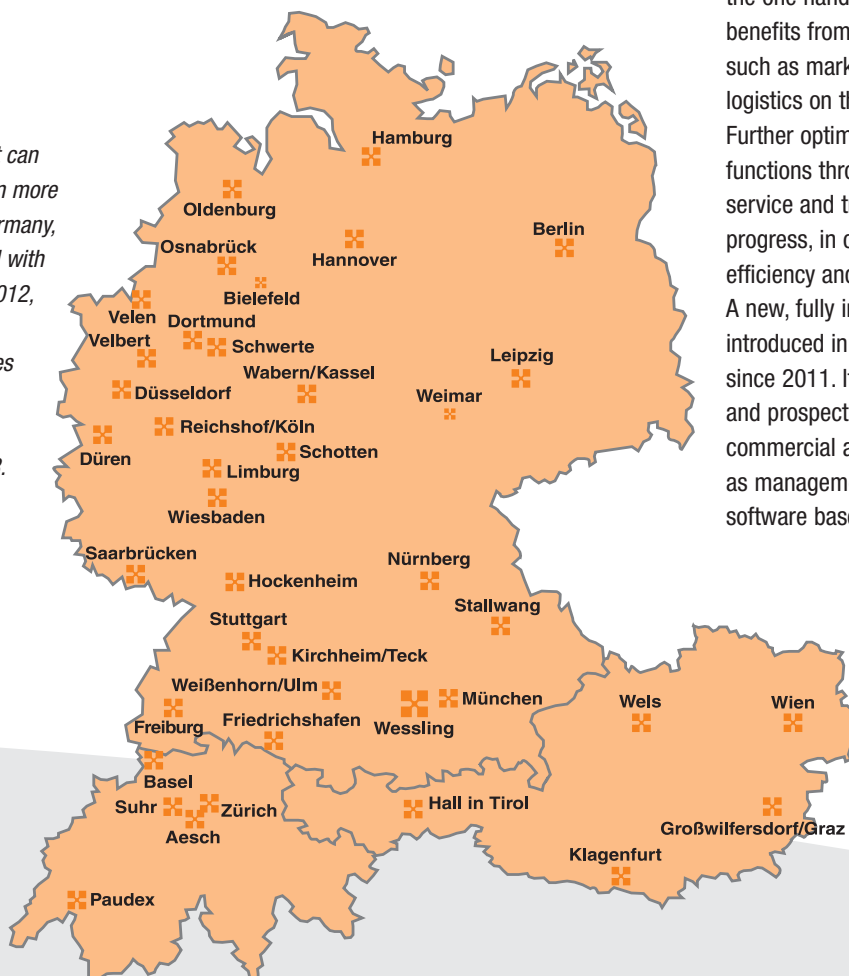 t can
n more
rmany,
l with
012,
es
e.
Hamburg
Oldenburg
Osnabrück
Hannover
Berlin
Bielefeld
Velen
Dortmund
Velbert
Schwerte
Wabern/Kassel
Leipzig
Düsseldorf
Weimar
Reichshof/Köln
Düren
Schotten
Limburg
Wiesbaden
Saarbrücken
Hockenheim
Nürnberg
Stallwang
Stuttgart
Kirchheim/Teck
Weißenhorn/Ulm
München
Freiburg
Friedrichshafen
Wessling
Wels
Wien
Basel
Suhr
Zürich
Aesch
Hall in Tirol
Großwilfersdorf/Graz
Klagenfurt
Paudex
the one hand
benefits from
such as mark
logistics on th
Further optim
functions thro
service and t
progress, in o
efficiency and
A new, fully i
introduced in
since 2011. I
and prospect
commercial a
as managem
software base